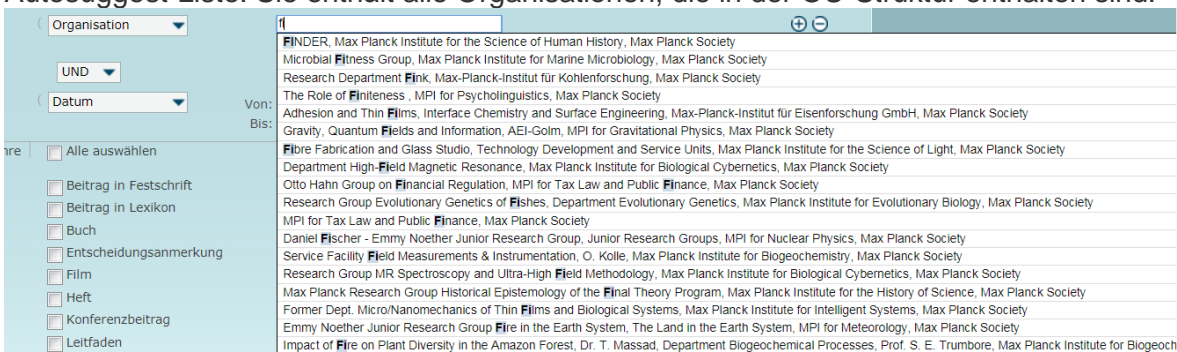 Autosuggest-Liste. Sie enthält alle Organisationen, die in der OU-Struktur enthalten sind.
( Organisation
fi
FINDER, Max Planck Institute for the Science of Human History, Max Planck Society
Microbial Fitness Group, Max Planck Institute for Marine Microbiology, Max Planck Society
UND
Research Department Fink, Max-Planck-Institut für Kohlenforschung, Max Planck Society
( Datum
Von:
The Role of Finiteness , MPI for Psycholinguistics, Max Planck Society
Adhesion and Thin Films, Interface Chemistry and Surface Engineering, Max-Planck-Institut für Eisenforschung GmbH, Max Planck Society
Bis:
Gravity, Quantum Fields and Information, AEI-Golm, MPI for Gravitational Physics, Max Planck Society
hre
Alle auswählen
Fibre Fabrication and Glass Studio, Technology Development and Service Units, Max Planck Institute for the Science of Light, Max Planck Society
Department High-Field Magnetic Resonance, Max Planck Institute for Biological Cybernetics, Max Planck Society
Beitrag in Festschrift
Otto Hahn Group on Financial Regulation, MPI for Tax Law and Public Finance, Max Planck Society
Beitrag in Lexikon
Research Group Evolutionary Genetics of Fishes, Department Evolutionary Genetics, Max Planck Institute for Evolutionary Biology, Max Planck Society
Buch
MPI for Tax Law and Public Finance, Max Planck Society
Daniel Fischer - Emmy Noether Junior Research Group, Junior Research Groups, MPI for Nuclear Physics, Max Planck Society
Entscheidungsanmerkung
Service Facility Field Measurements & Instrumentation, O. Kolle, Max Planck Institute for Biogeochemistry, Max Planck Society
Film
Research Group MR Spectroscopy and Ultra-High Field Methodology, Max Planck Institute for Biological Cybernetics, Max Planck Society
Heft
Max Planck Research Group Historical Epistemology of the Final Theory Program, Max Planck Institute for the History of Science, Max Planck Society
Former Dept. Micro/Nanomechanics of Thin Films and Biological Systems, Max Planck Institute for Intelligent Systems, Max Planck Society
Konferenzbeitrag
Emmy Noether Junior Research Group Fire in the Earth System, The Land in the Earth System, MPI for Meteorology, Max Planck Society
Leitfaden
Impact of Fire on Plant Diversity in the Amazon Forest, Dr. T. Massad, Department Biogeochemical Processes, Prof. S. E. Trumbore, Max Planck Institute for Biogeoch